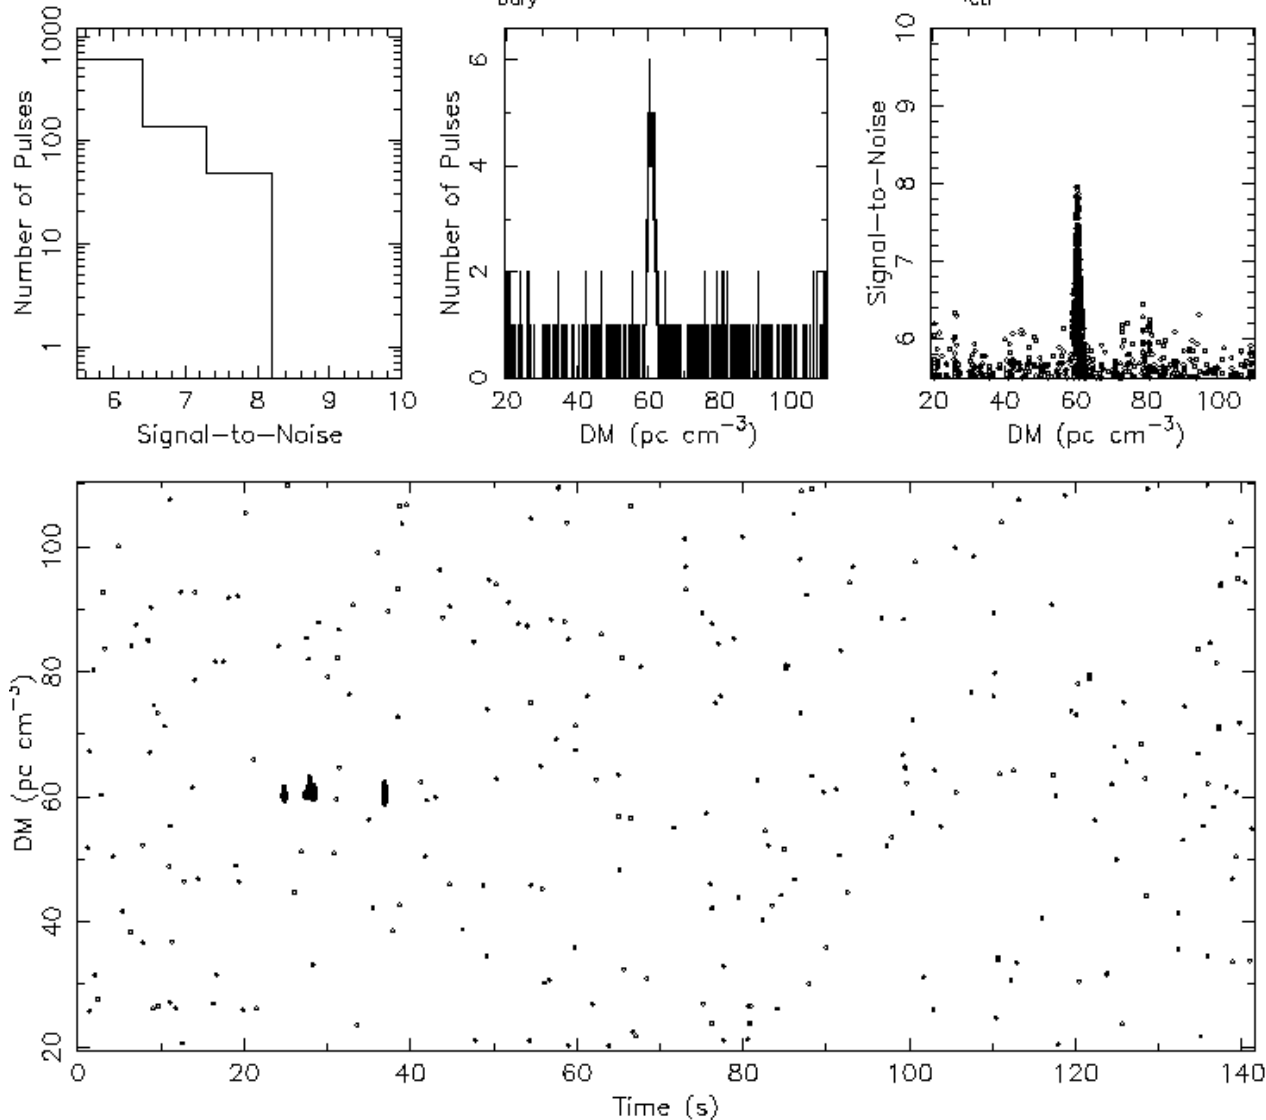 bary ctr
Number of Pulses
1 10 100 1000
6 7 8 9 10
Signal−to−Noise
Number of Pulses
0 2 4 6
20 40 60 80 100
DM (pc cm⁻³)
Signal−to−Noise
6 7 8 9 10
20 40 60 80 100
DM (pc cm⁻³)
DM (pc cm⁻³)
20 40 60 80 100
0 20 40 60 80 100 120 140
Time (s)